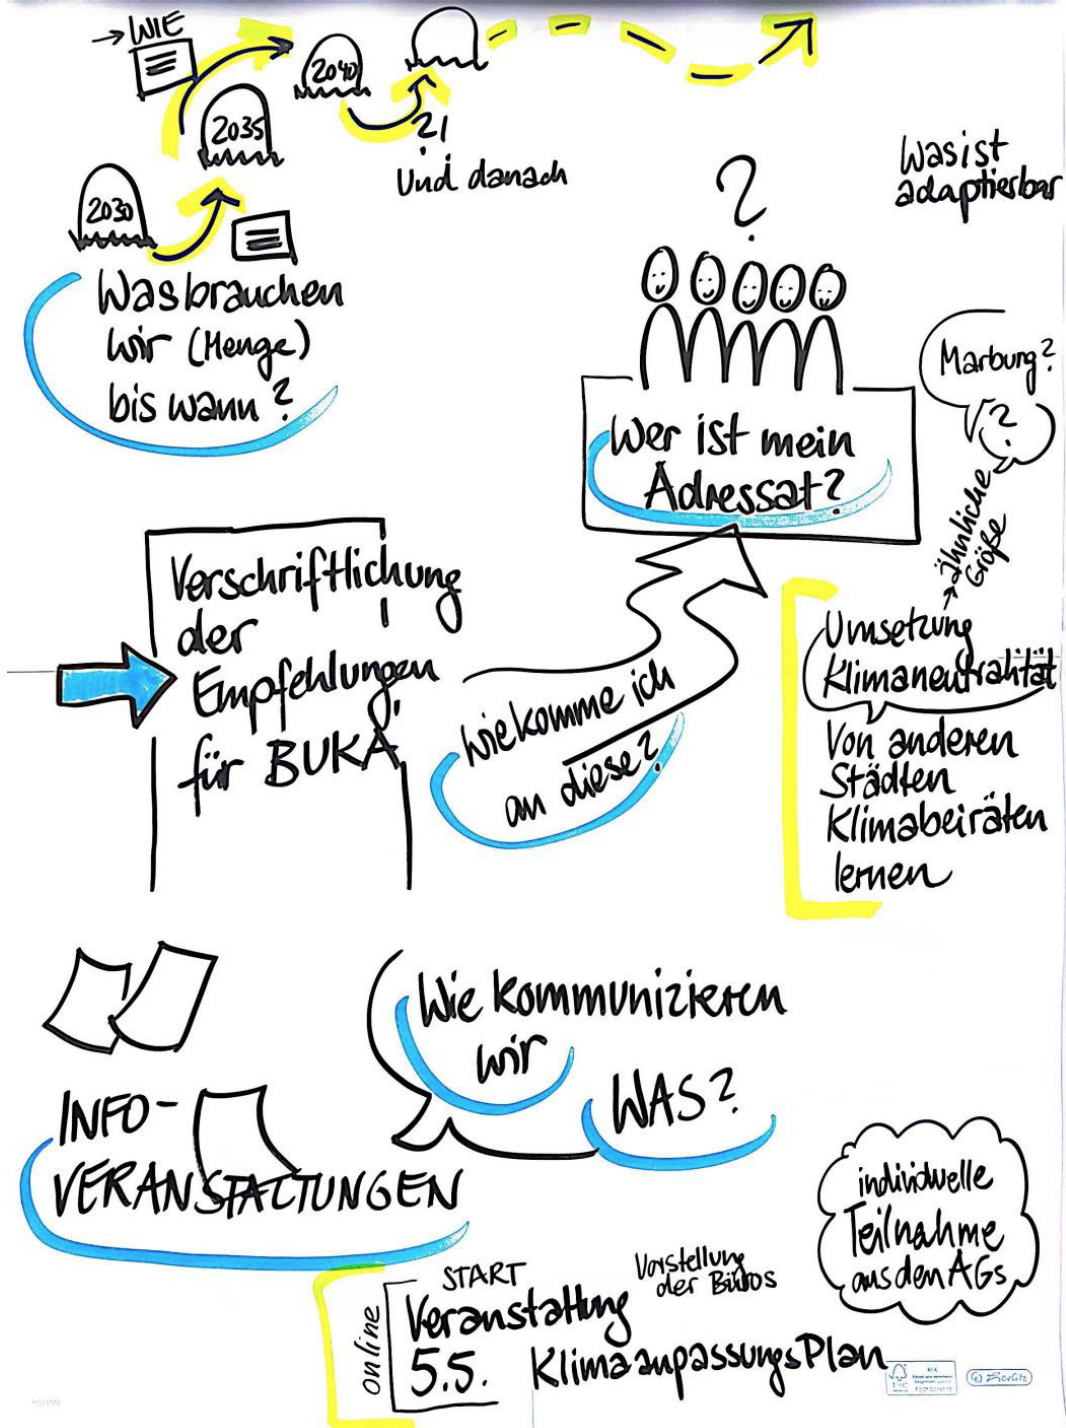 → WIE
2030
2035
2040
?!
Und danach
Was brauchen
wir (Menge)
bis wann?
?
Was ist
adaptierbar
Wer ist mein
Adressat?
Marburg?
?
→ ähnliche
Größe
Umsetzung
Klimaneutralität
Von anderen
Städten
Klimabeiräten
lernen
Verschriftlichung
der
Empfehlungen
für BUKA
Wie komme ich
an diese?
Wie kommunizieren
wir
WAS?
INFO-
VERANSTALTUNGEN
individuelle
Teilnahme
aus den AGs
online
START
Veranstaltung
5.5. KlimaanpassungsPlan
Vorstellung
der Büros
FSC
MIX
Herlitz